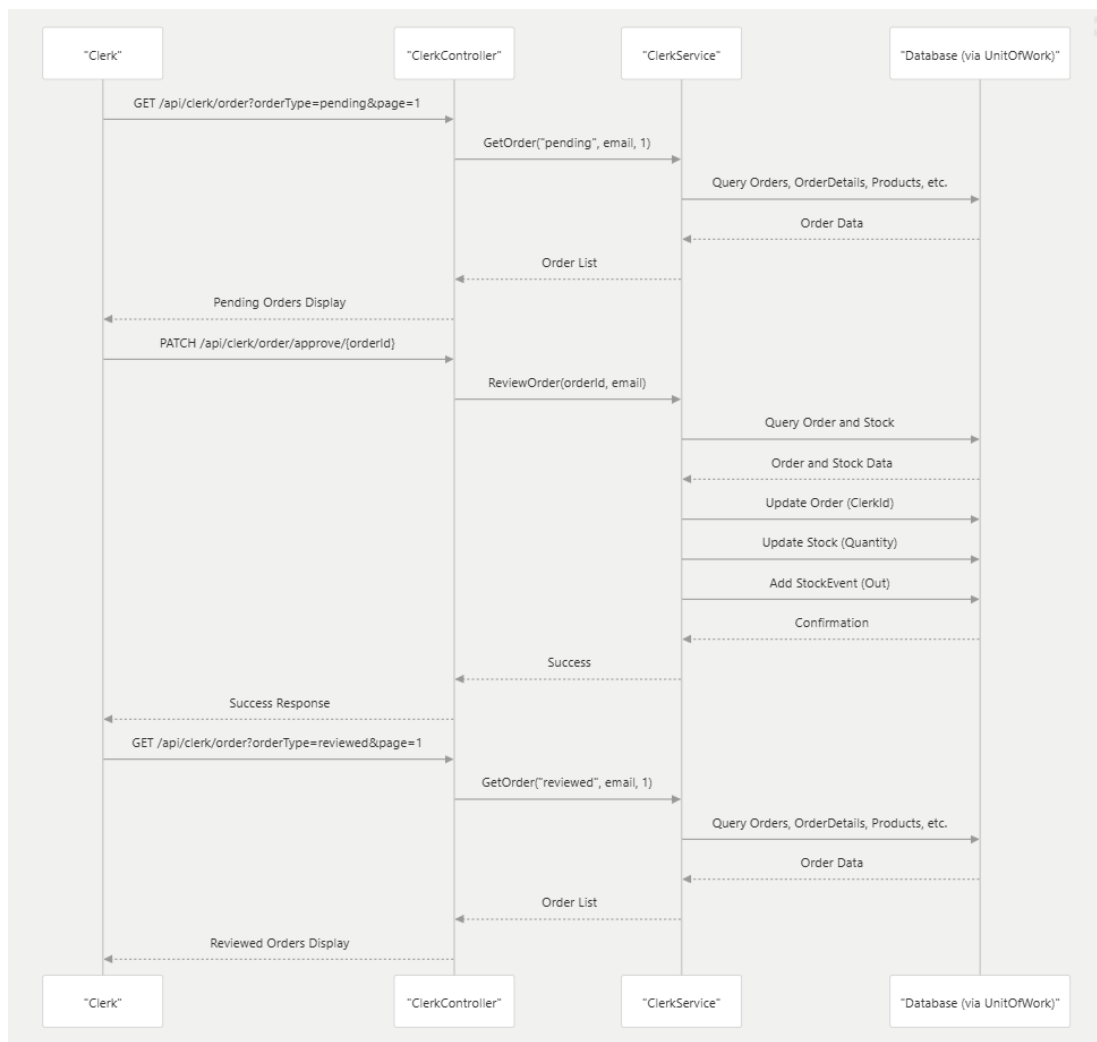 "Clerk"
"ClerkController"
"ClerkService"
"Database (via UnitOfWork)"
GET /api/clerk/order?orderType=pending&page=1
GetOrder("pending", email, 1)
Query Orders, OrderDetails, Products, etc.
Order Data
Order List
Pending Orders Display
PATCH /api/clerk/order/approve/{orderId}
ReviewOrder(orderId, email)
Query Order and Stock
Order and Stock Data
Update Order (ClerkId)
Update Stock (Quantity)
Add StockEvent (Out)
Confirmation
Success
Success Response
GET /api/clerk/order?orderType=reviewed&page=1
GetOrder("reviewed", email, 1)
Query Orders, OrderDetails, Products, etc.
Order Data
Order List
Reviewed Orders Display
"Clerk"
"ClerkController"
"ClerkService"
"Database (via UnitOfWork)"